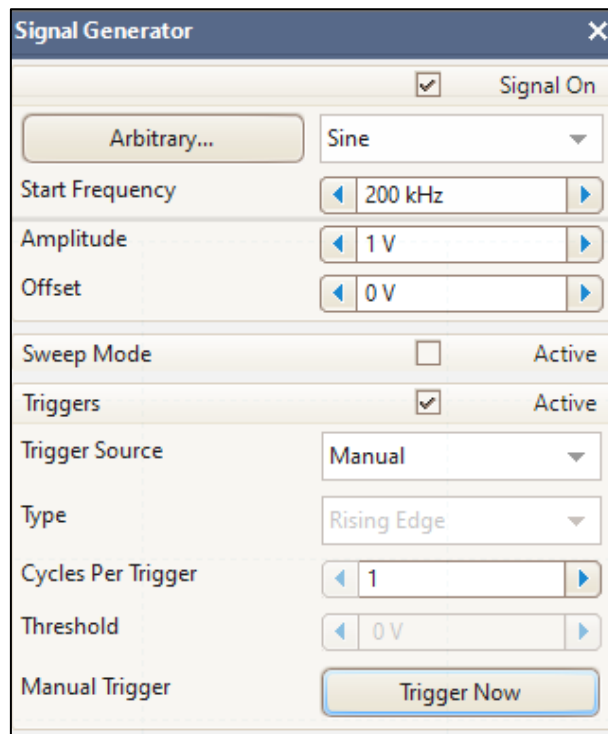 Signal Generator
Signal On
Arbitrary... Sine
Start Frequency 200 kHz
Amplitude 1 V
Offset 0 V
Sweep Mode Active
Triggers Active
Trigger Source Manual
Type Rising Edge
Cycles Per Trigger 1
Threshold 0 V
Manual Trigger Trigger Now